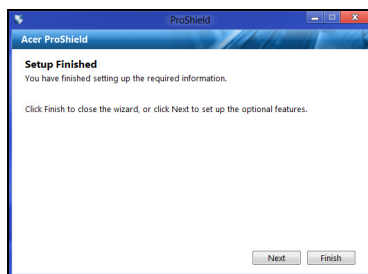 ProShield
Acer ProShield
Setup Finished
You have finished setting up the required information.
Click Finish to close the wizard, or click Next to set up the optional features.
Next Finish